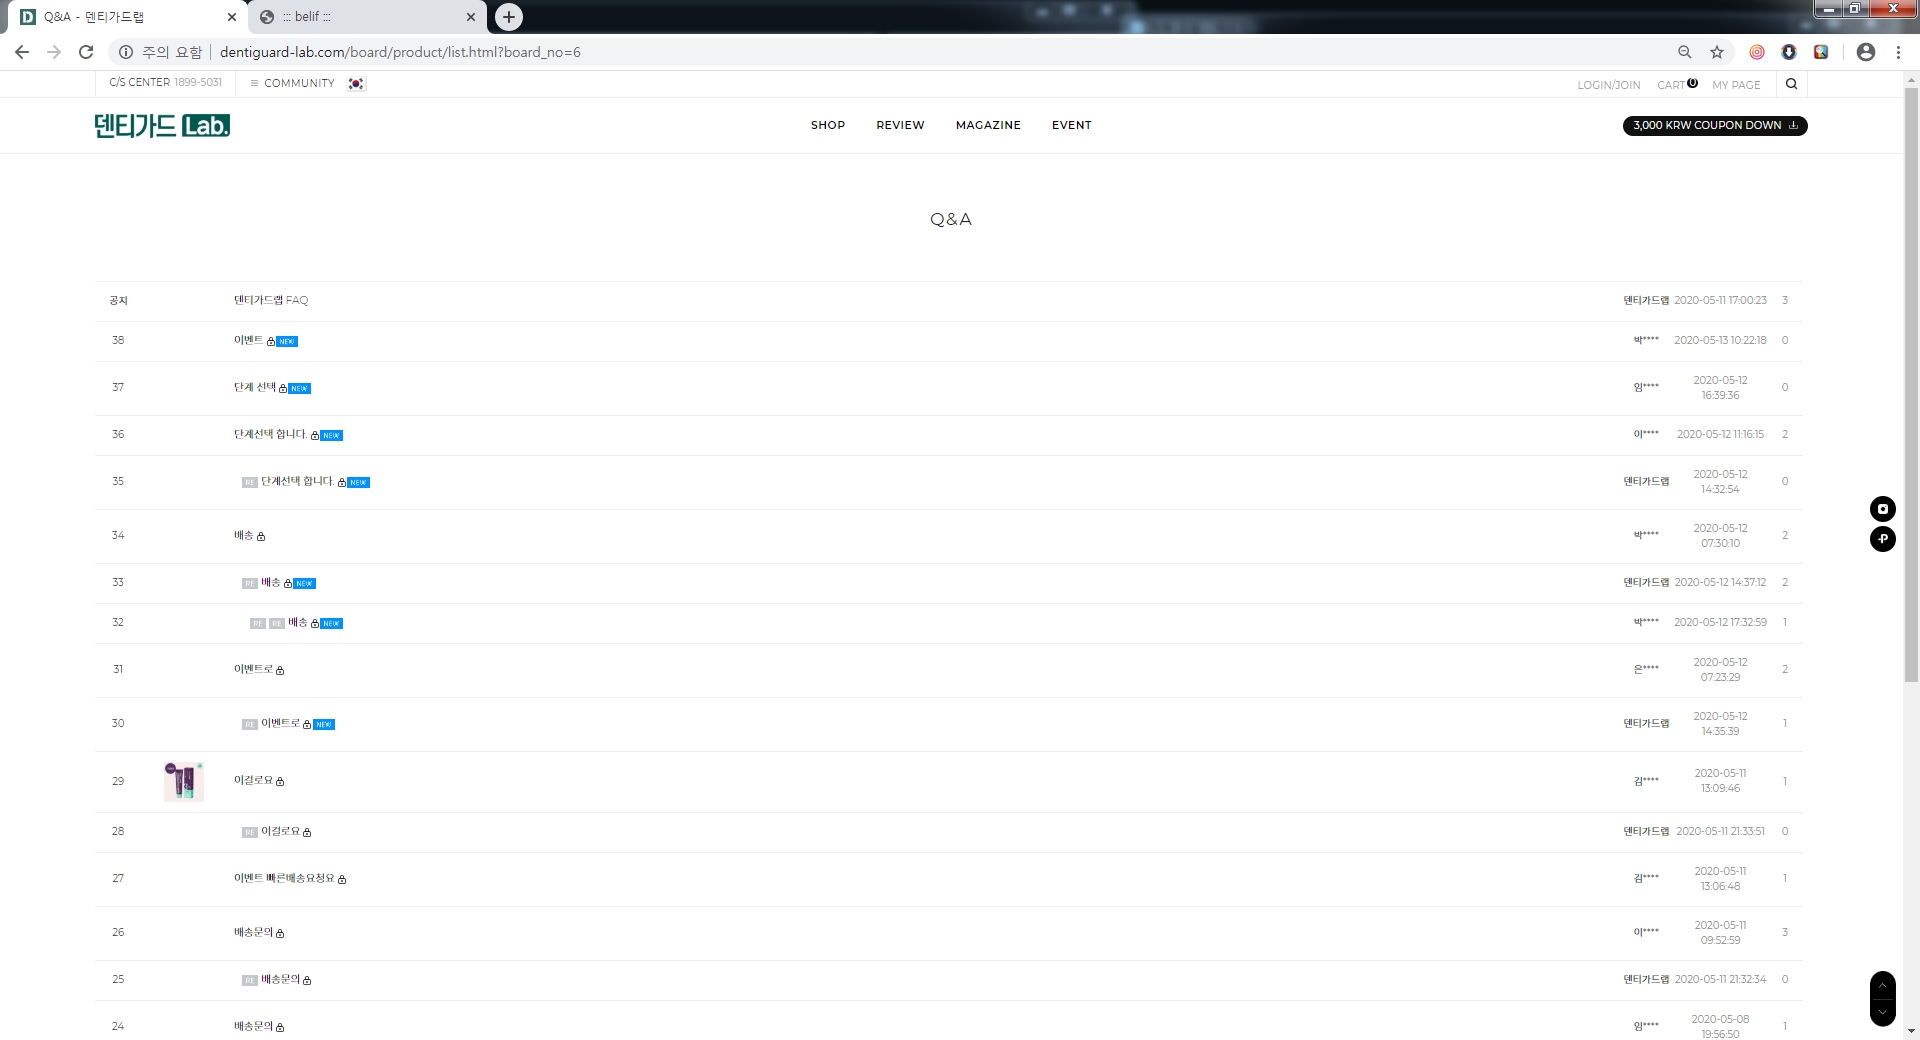 Q&A - 덴티가드랩
::: belif :::
주의 요함 | dentiguard-lab.com/board/product/list.html?board_no=6
C/S CENTER 1899-5031
COMMUNITY
LOGIN/JOIN CART 0 MY PAGE
덴티가드 Lab.
SHOP REVIEW MAGAZINE EVENT
3,000 KRW COUPON DOWN
Q&A
공지 덴티가드랩 FAQ 덴티가드랩 2020-05-11 17:00:23 3
38 이벤트 NEW 박**** 2020-05-13 10:22:18 0
37 단계 선택 NEW 임**** 2020-05-12 16:39:36 0
36 단계선택 합니다. NEW 이**** 2020-05-12 11:16:15 2
35 RE 단계선택 합니다. NEW 덴티가드랩 2020-05-12 14:32:54 0
34 배송 박**** 2020-05-12 07:30:10 2
33 RE 배송 NEW 덴티가드랩 2020-05-12 14:37:12 2
32 RE RE 배송 NEW 박**** 2020-05-12 17:32:59 1
31 이벤트로 은**** 2020-05-12 07:23:29 2
30 RE 이벤트로 NEW 덴티가드랩 2020-05-12 14:35:39 1
29 이걸로요 김**** 2020-05-11 13:09:46 1
28 RE 이걸로요 덴티가드랩 2020-05-11 21:33:51 0
27 이벤트 빠른배송요청요 김**** 2020-05-11 13:06:48 1
26 배송문의 이**** 2020-05-11 09:52:59 3
25 RE 배송문의 덴티가드랩 2020-05-11 21:32:34 0
24 배송문의 임**** 2020-05-08 19:56:50 1